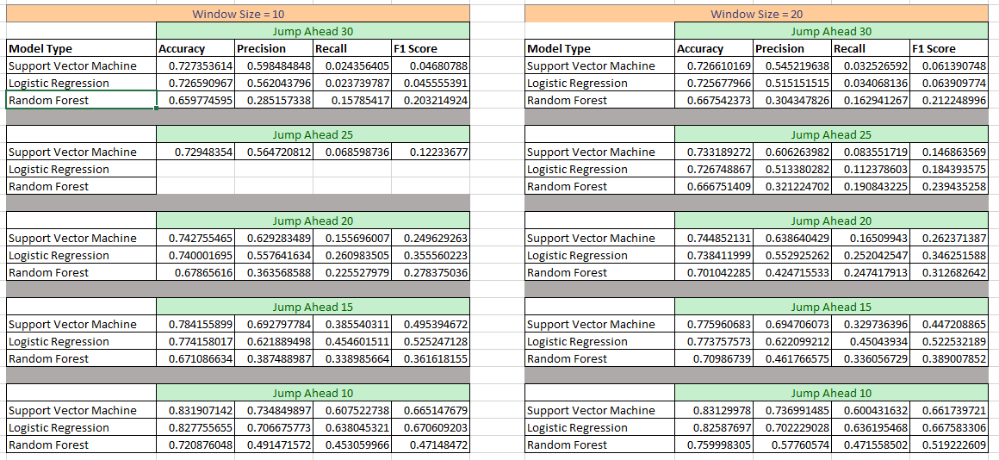 Window Size = 10 Window Size = 20
Jump Ahead 30 Jump Ahead 30
Model Type Accuracy Precision Recall F1 Score Model Type Accuracy Precision Recall F1 Score
Support Vector Machine 0.727353614 0.598484848 0.024356405 0.04680788 Support Vector Machine 0.726610169 0.545219638 0.032526592 0.061390748
Logistic Regression 0.726590967 0.562043796 0.023739787 0.045555391 Logistic Regression 0.725677966 0.515151515 0.034068136 0.063909774
Random Forest 0.659774595 0.285157338 0.15785417 0.203214924 Random Forest 0.667542373 0.304347826 0.162941267 0.212248996
Jump Ahead 25 Jump Ahead 25
Support Vector Machine 0.72948354 0.564720812 0.068598736 0.12233677 Support Vector Machine 0.733189272 0.606263982 0.083551719 0.146863569
Logistic Regression Logistic Regression 0.726748867 0.513380282 0.112378603 0.184393575
Random Forest Random Forest 0.666751409 0.321224702 0.190843225 0.239435258
Jump Ahead 20 Jump Ahead 20
Support Vector Machine 0.742755465 0.629283489 0.155696007 0.249629263 Support Vector Machine 0.744852131 0.638640429 0.16509943 0.262371387
Logistic Regression 0.740001695 0.557641634 0.260983505 0.355560223 Logistic Regression 0.738411999 0.552925262 0.252042547 0.346251588
Random Forest 0.67865616 0.363568588 0.225527979 0.278375036 Random Forest 0.701042285 0.424715533 0.247417913 0.312682642
Jump Ahead 15 Jump Ahead 15
Support Vector Machine 0.784155899 0.692797784 0.385540311 0.495394672 Support Vector Machine 0.775960683 0.694706073 0.329736396 0.447208865
Logistic Regression 0.774158017 0.621889498 0.454601511 0.525247128 Logistic Regression 0.773757573 0.622099212 0.45043934 0.522532189
Random Forest 0.671086634 0.387488987 0.338985664 0.361618155 Random Forest 0.70986739 0.461766575 0.336056729 0.389007852
Jump Ahead 10 Jump Ahead 10
Support Vector Machine 0.831907142 0.734849897 0.607522738 0.665147679 Support Vector Machine 0.83129978 0.736991485 0.600431632 0.661739721
Logistic Regression 0.827755655 0.706675773 0.638045321 0.670609203 Logistic Regression 0.82587697 0.702229028 0.636195468 0.667583306
Random Forest 0.720876048 0.491471572 0.453059966 0.47148472 Random Forest 0.759998305 0.57760574 0.471558502 0.519222609